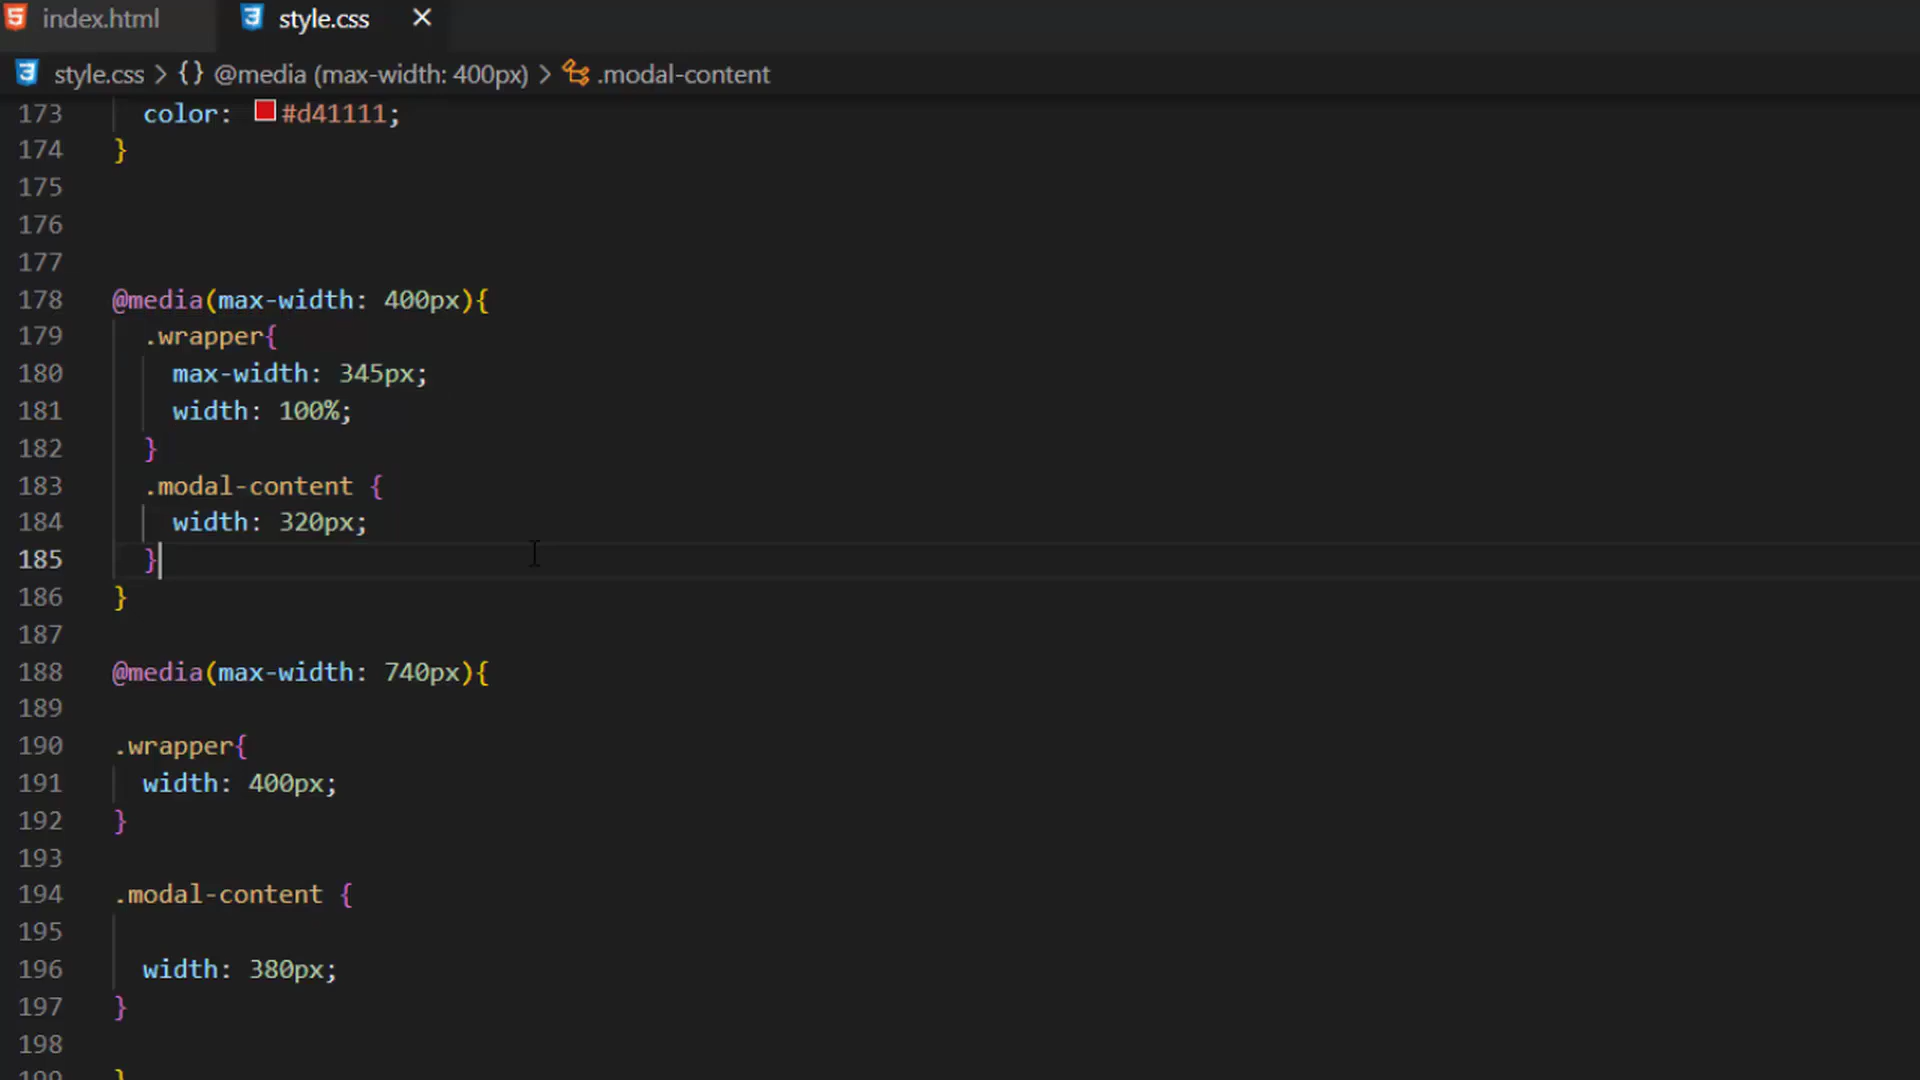 index.html
style.css
style.css > {} @media (max-width: 400px) > .modal-content
173 color: #d41111;
174 }
175
176
177
178 @media(max-width: 400px){
179 .wrapper{
180 max-width: 345px;
181 width: 100%;
182 }
183 .modal-content {
184 width: 320px;
185 }
186 }
187
188 @media(max-width: 740px){
189
190 .wrapper{
191 width: 400px;
192 }
193
194 .modal-content {
195
196 width: 380px;
197 }
198
199 }